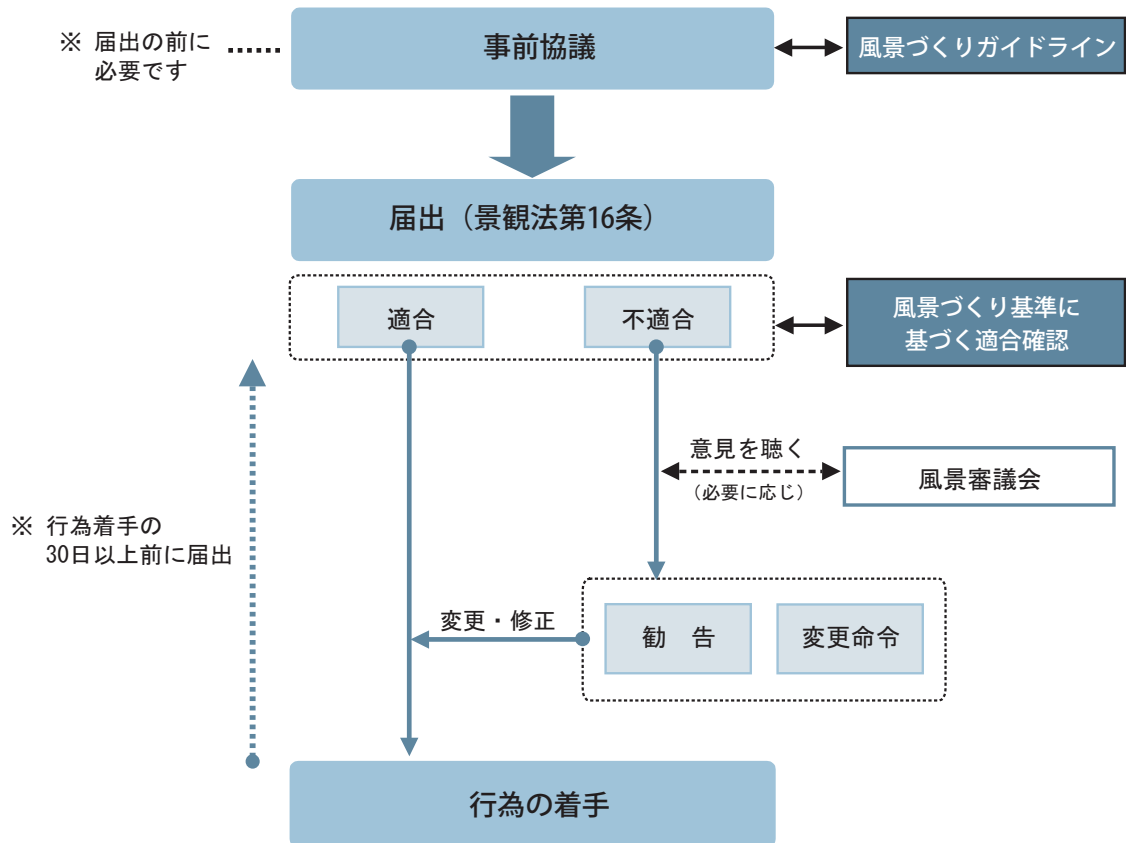 ※ 届出の前に
必要です
事前協議
風景づくりガイドライン
届出（景観法第16条）
適合
不適合
風景づくり基準に
基づく適合確認
意見を聴く
（必要に応じ）
風景審議会
※ 行為着手の
30日以上前に届出
変更・修正
勧　告
変更命令
行為の着手